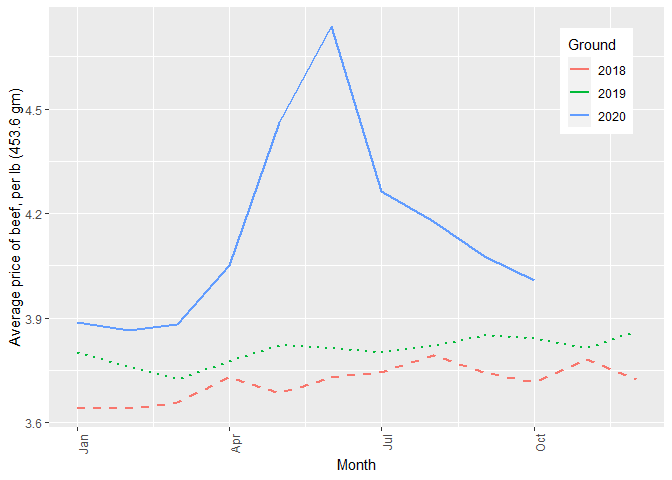 Average price of beef, per lb (453.6 gm)
4.5
4.2
3.9
3.6
Jan
Apr
Jul
Oct
Month
Ground
2018
2019
2020